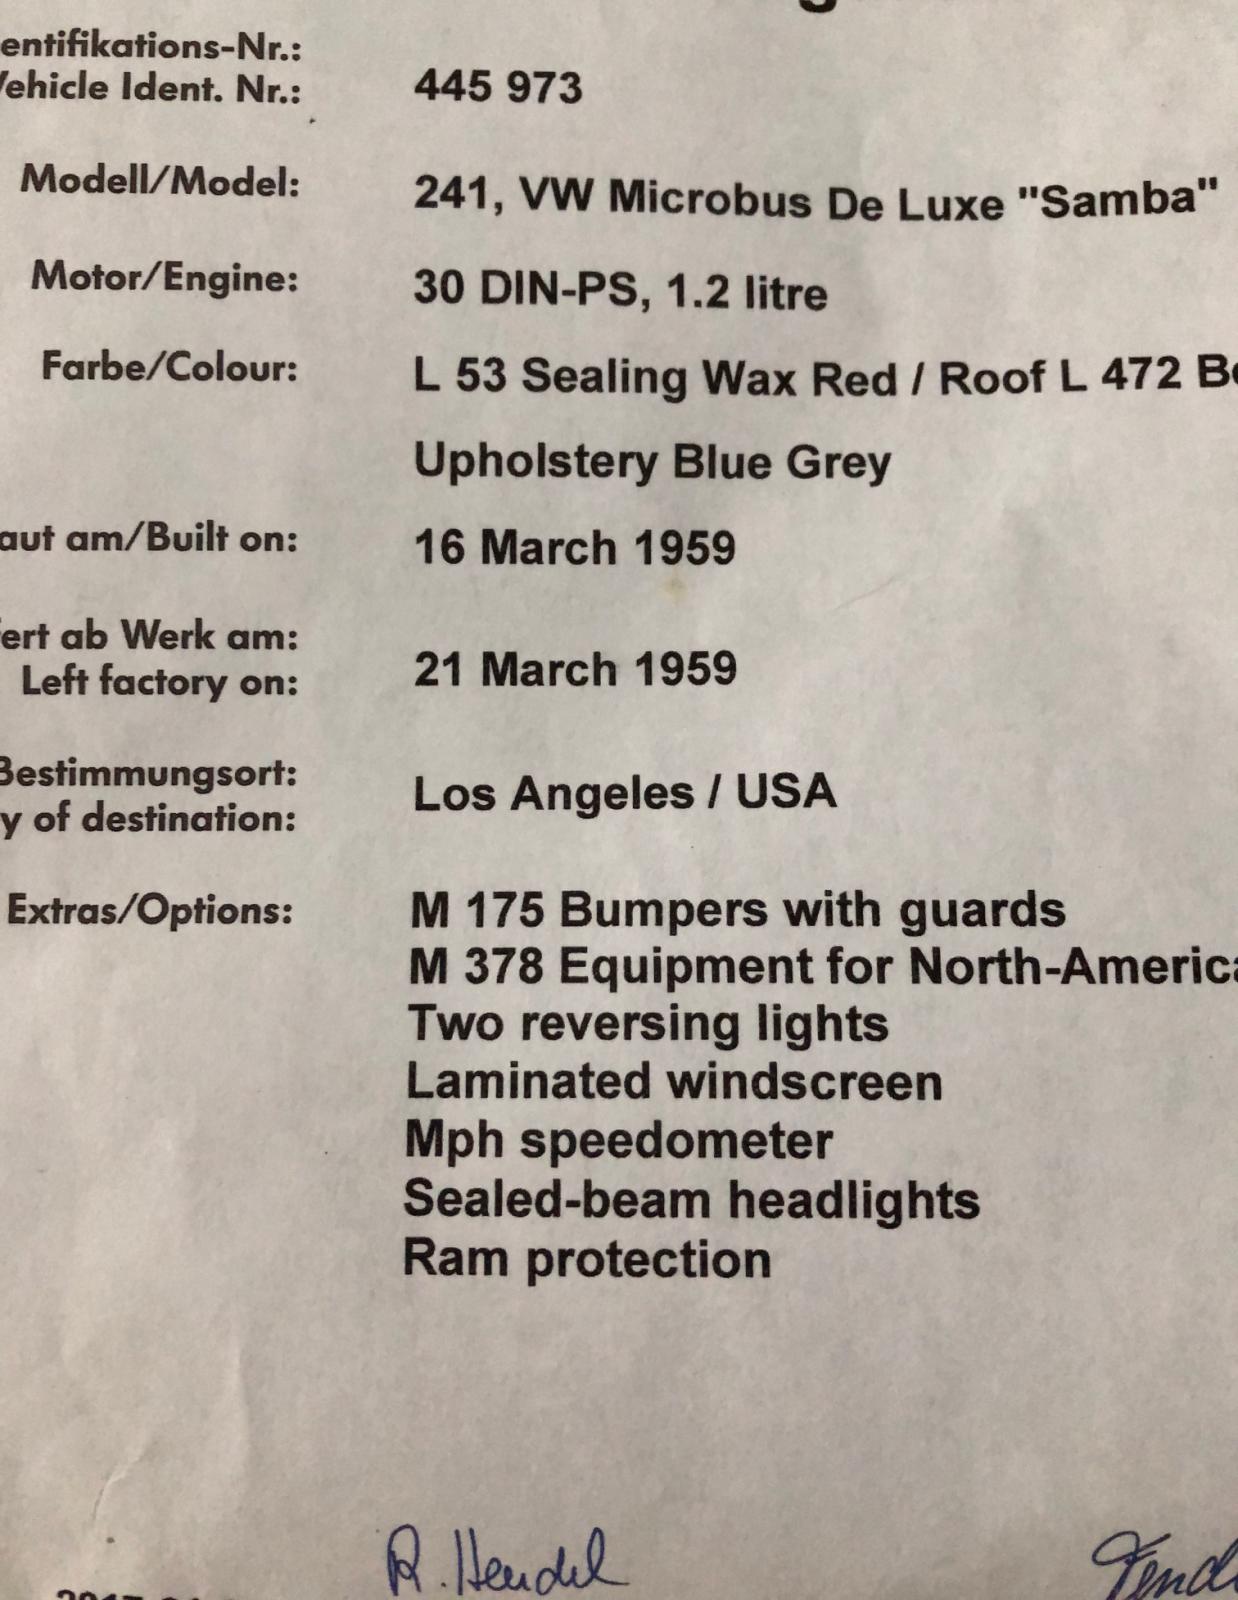 entifikations-Nr.:
Vehicle Ident. Nr.: 445 973
Modell/Model: 241, VW Microbus De Luxe "Samba"
Motor/Engine: 30 DIN-PS, 1.2 litre
Farbe/Colour: L 53 Sealing Wax Red / Roof L 472 Be
Upholstery Blue Grey
aut am/Built on: 16 March 1959
ert ab Werk am:
Left factory on: 21 March 1959
Bestimmungsort:
y of destination: Los Angeles / USA
Extras/Options: M 175 Bumpers with guards
M 378 Equipment for North-America
Two reversing lights
Laminated windscreen
Mph speedometer
Sealed-beam headlights
Ram protection
R. Hendel